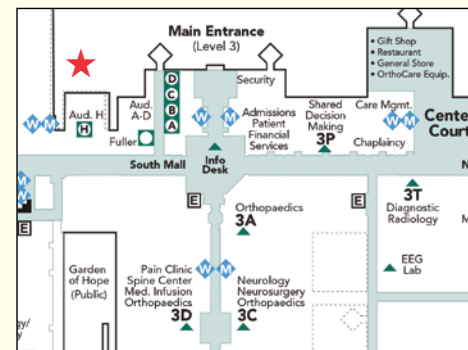 Main Entrance
(Level 3)
• Gift Shop
• Restaurant
• General Store
• OrthoCare Equip.
D
C
B
A
Security
Aud. H
H
Aud.
A-D
Fuller
W M
W M
Admissions
Patient
Financial
Services
Shared
Decision
Making
3P
Care Mgmt.
W M
Chaplaincy
Cente
Court
South Mall
Info
Desk
N
W
M
E
E
E
Orthopaedics
3A
3T
Diagnostic
Radiology
M
EEG
Lab
Garden
of Hope
(Public)
Pain Clinic
Spine Center
Med. Infusion
Orthopaedics
3D
W M
Neurology
Neurosurgery
Orthopaedics
3C
gy/
y